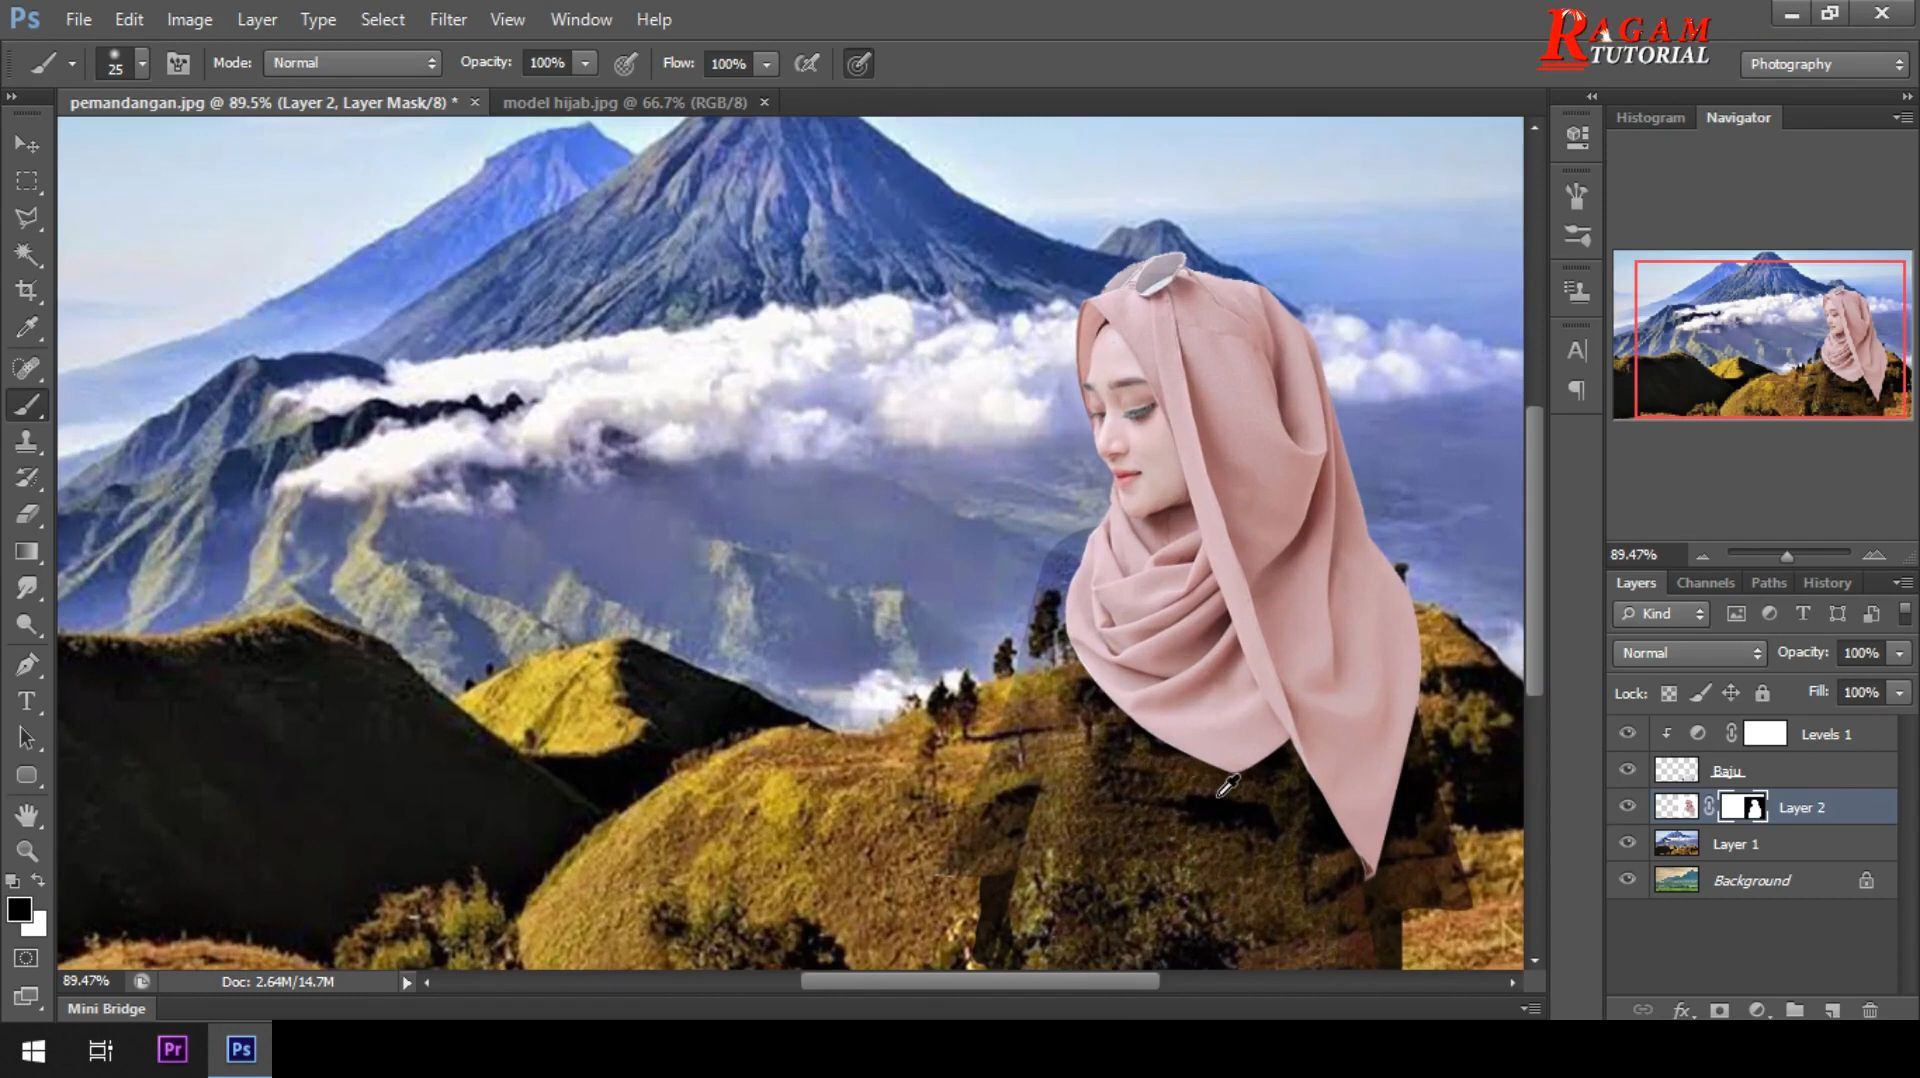 Ps File Edit Image Layer Type Select Filter View Window Help
RAGAM
TUTORIAL
25 Mode: Normal Opacity: 100% Flow: 100% Photography
pemandangan.jpg @ 89.5% (Layer 2, Layer Mask/8) * × model hijab.jpg @ 66.7% (RGB/8) ×
Histogram Navigator
89.47%
Layers Channels Paths History
Kind
Normal Opacity: 100%
Lock: Fill: 100%
Levels 1
Baju
Layer 2
Layer 1
Background
89.47% Doc: 2.64M/14.7M
Mini Bridge
Pr Ps